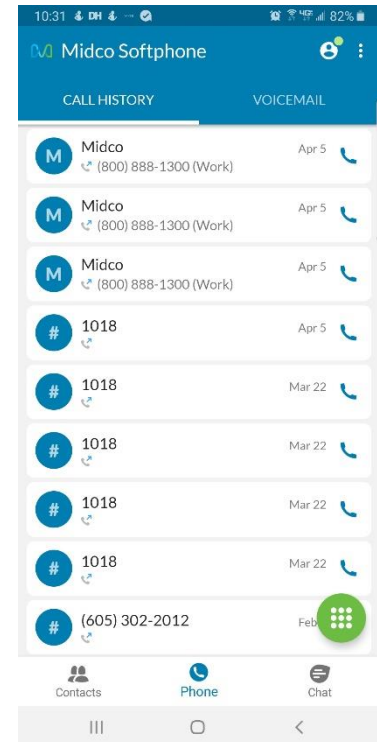 10:31 DH 82%
Midco Softphone
CALL HISTORY VOICEMAIL
M Midco Apr 5
(800) 888-1300 (Work)
M Midco Apr 5
(800) 888-1300 (Work)
M Midco Apr 5
(800) 888-1300 (Work)
# 1018 Apr 5
# 1018 Mar 22
# 1018 Mar 22
# 1018 Mar 22
# 1018 Mar 22
# (605) 302-2012 Feb
Contacts Phone Chat